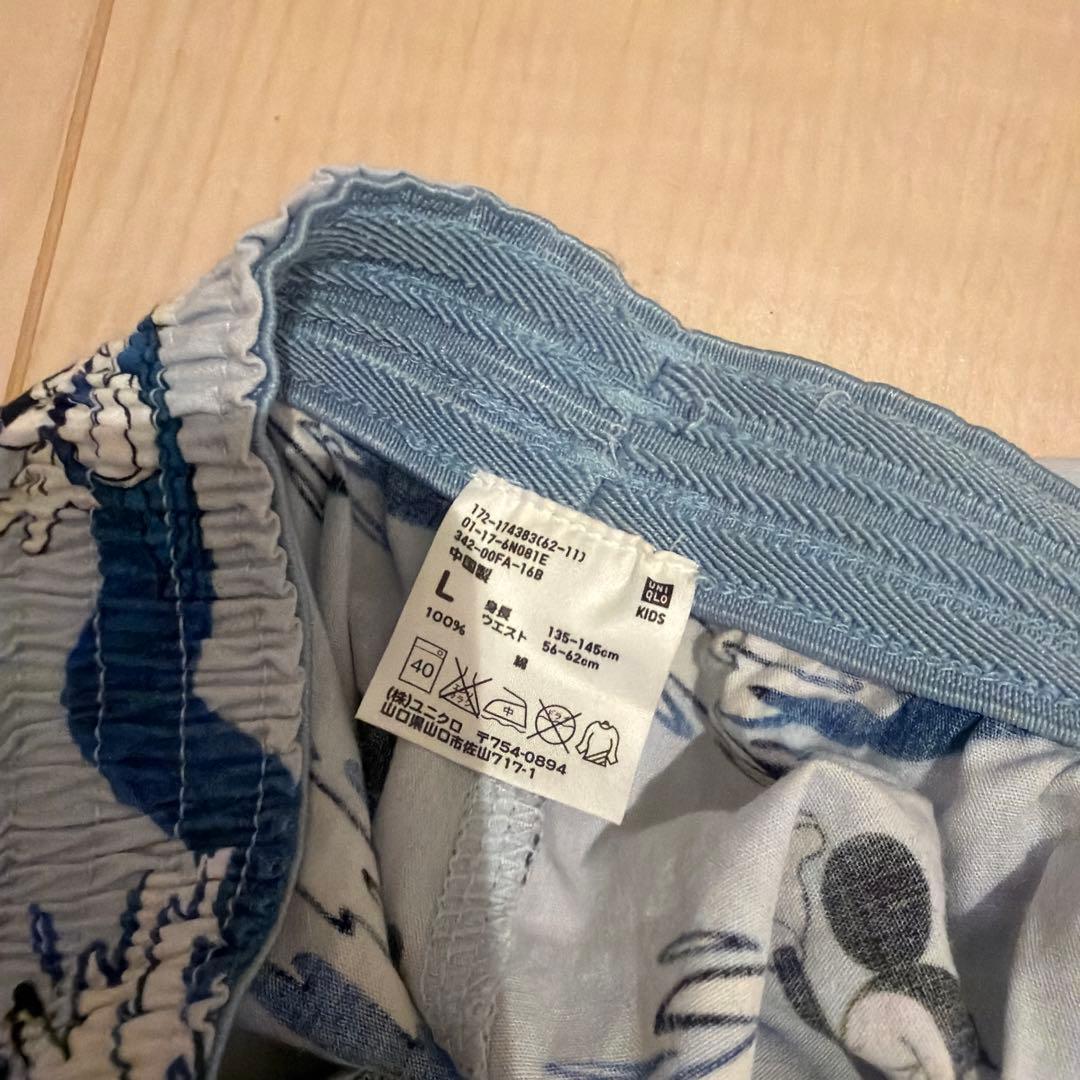 172-174383(62-11)
01-17-6N081E
342-00FA-16B
中国製
UNI
QLO
KIDS
L
身長 135-145cm
ウエスト 56-62cm
100% 綿
40
中
(株)ユニクロ 〒754-0894
山口県山口市佐山717-1